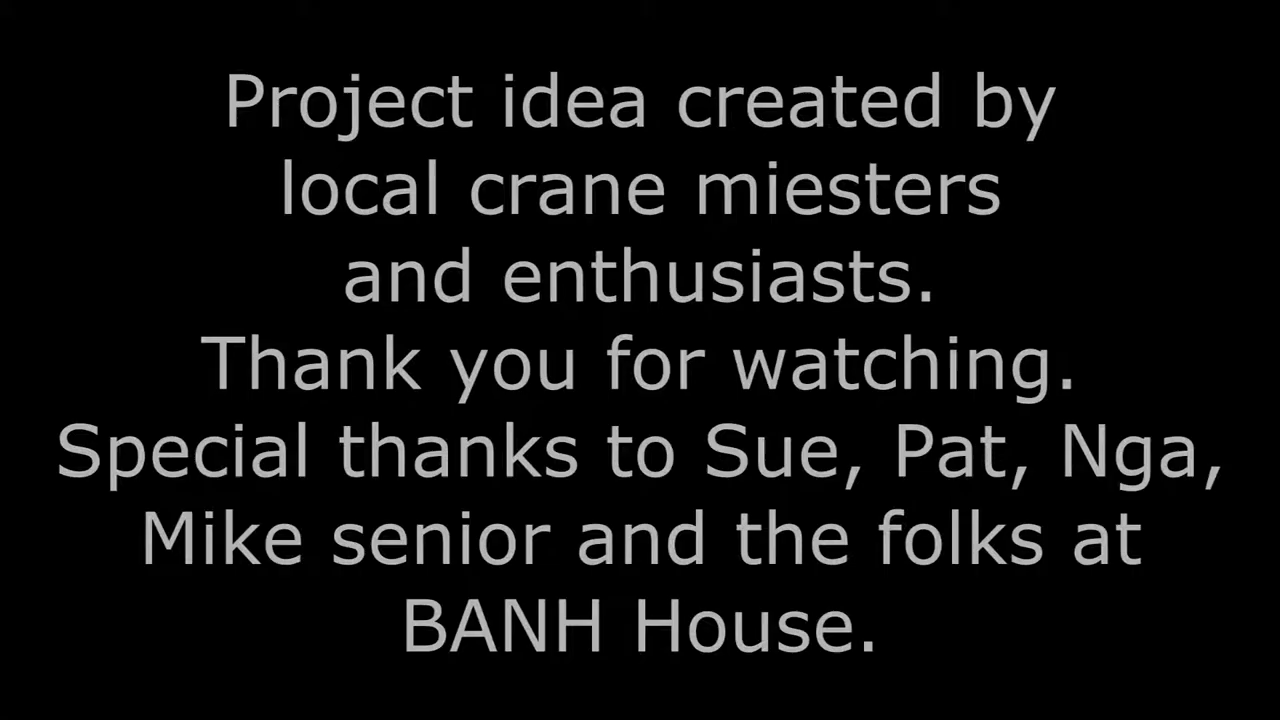 Project idea created by
local crane miesters
and enthusiasts.
Thank you for watching.
Special thanks to Sue, Pat, Nga,
Mike senior and the folks at
BANH House.